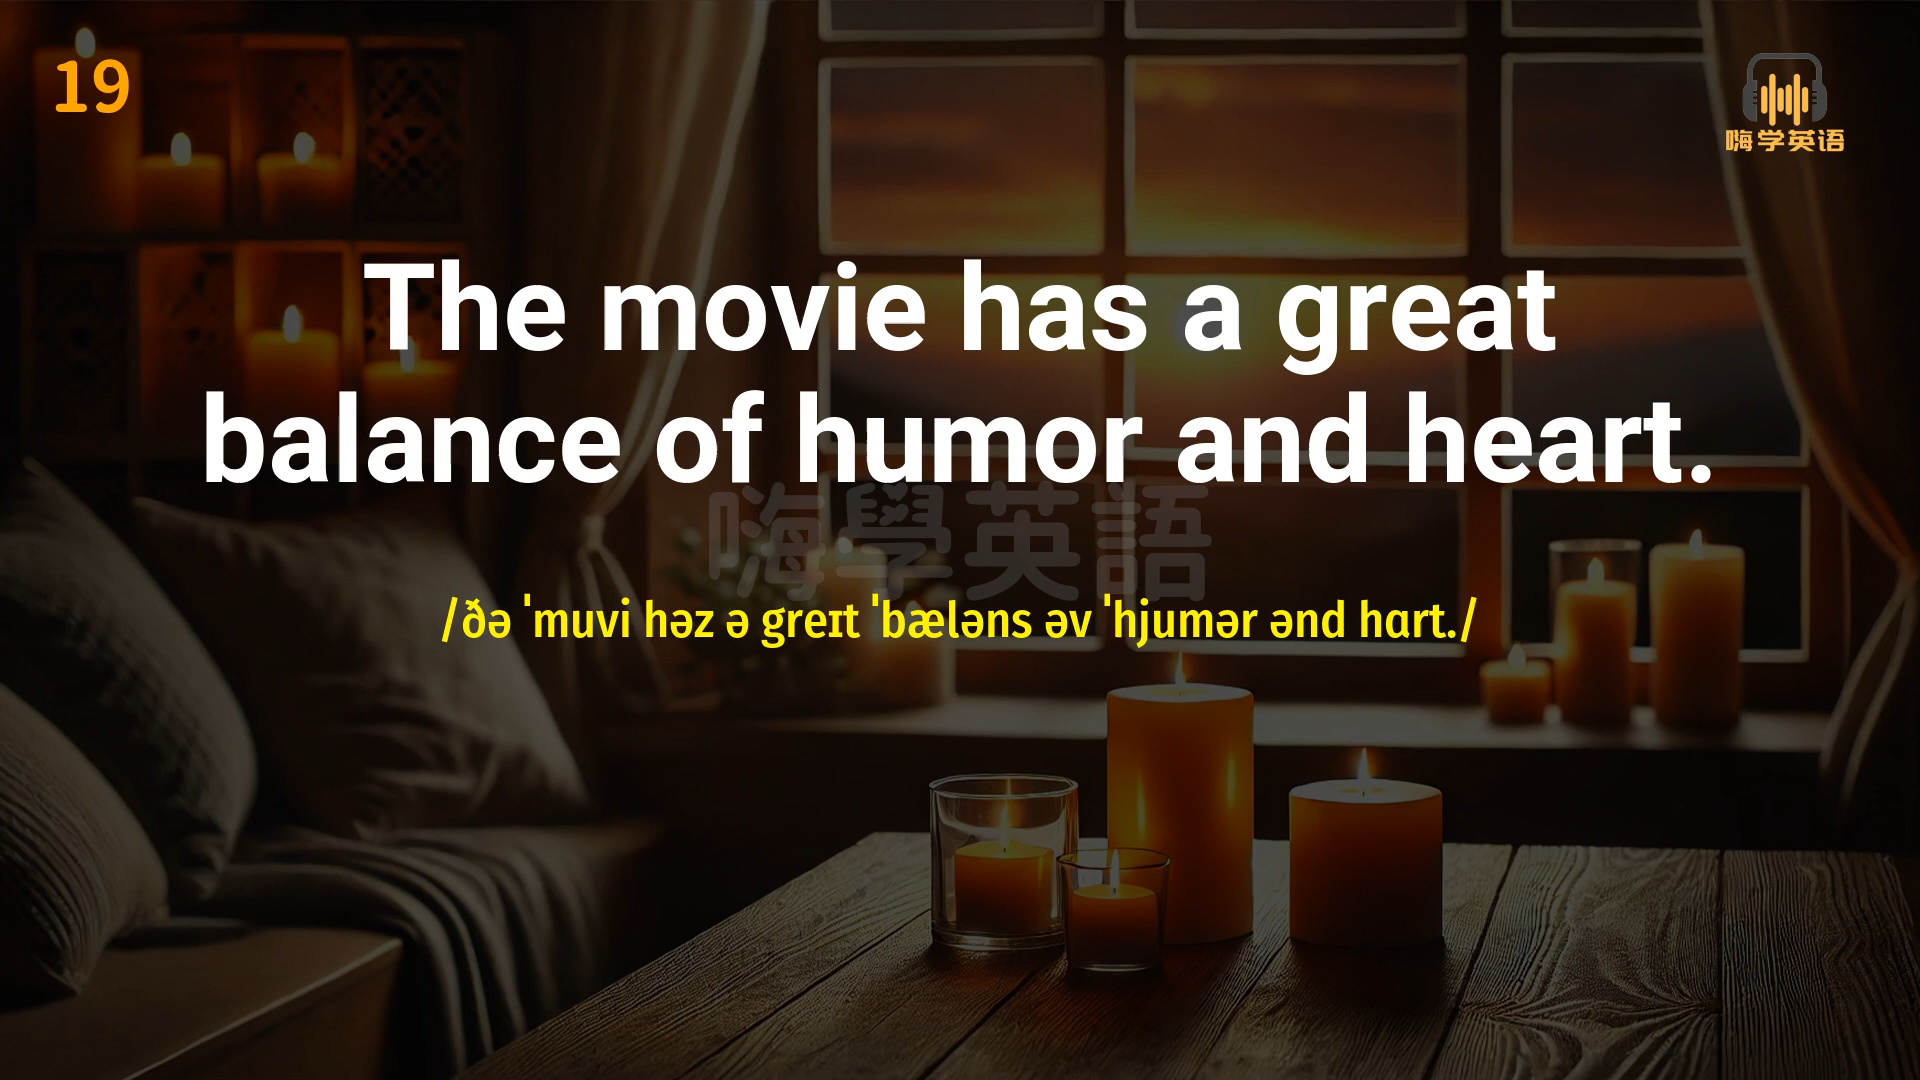 19
嗨学英语
The movie has a great
balance of humor and heart.
嗨學英語
/ðə ˈmuvi həz ə greɪt ˈbæləns əv ˈhjumər ənd hɑrt./